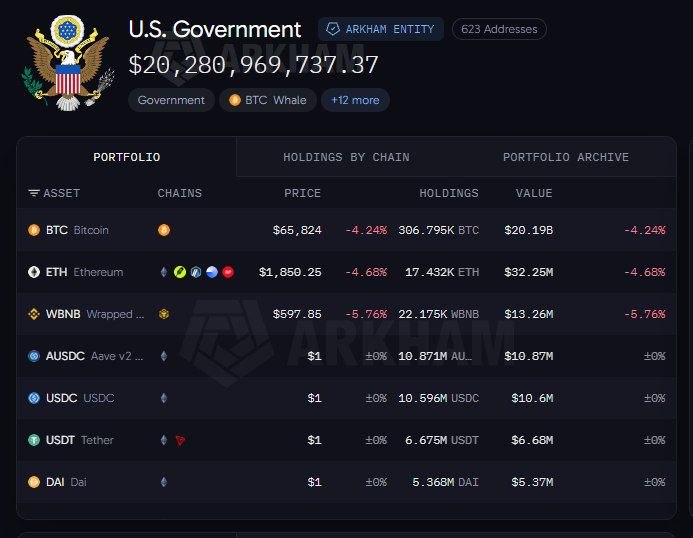 U.S. Government ARKHAM ENTITY 623 Addresses
$20,280,969,737.37
Government BTC Whale +12 more
PORTFOLIO HOLDINGS BY CHAIN PORTFOLIO ARCHIVE
ASSET CHAINS PRICE HOLDINGS VALUE
BTC Bitcoin $65,824 -4.24% 306.795K BTC $20.19B -4.24%
ETH Ethereum $1,850.25 -4.68% 17.432K ETH $32.25M -4.68%
WBNB Wrapped ... $597.85 -5.76% 22.175K WBNB $13.26M -5.76%
AUSDC Aave v2 ... $1 ±0% 10.871M AU... $10.87M ±0%
USDC USDC $1 ±0% 10.596M USDC $10.6M ±0%
USDT Tether $1 ±0% 6.675M USDT $6.68M ±0%
DAI Dai $1 ±0% 5.368M DAI $5.37M ±0%
ARKHAM
ARKHAM